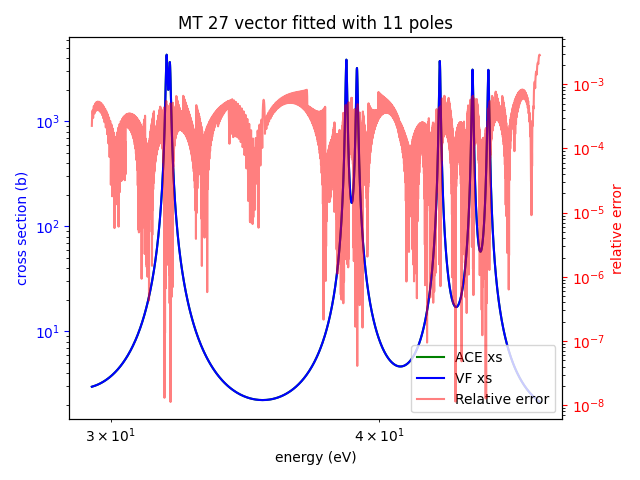 MT 27 vector fitted with 11 poles
cross section (b)
10³
10²
10¹
10⁻³
10⁻⁴
10⁻⁵
10⁻⁶
10⁻⁷
10⁻⁸
relative error
ACE xs
VF xs
Relative error
3 × 10¹
4 × 10¹
energy (eV)